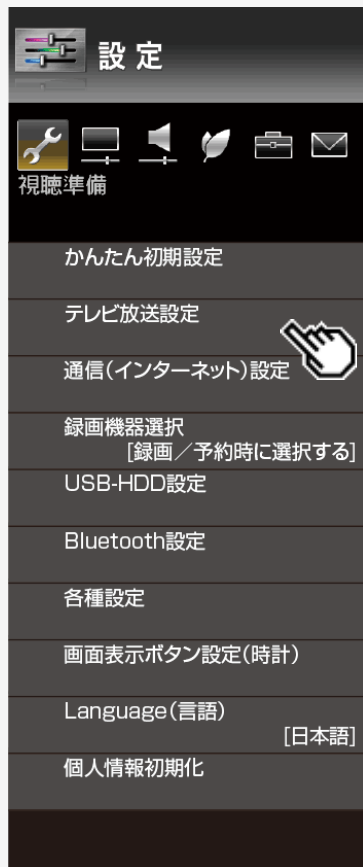 設定
視聴準備
かんたん初期設定
テレビ放送設定
通信(インターネット)設定
録画機器選択
[録画／予約時に選択する]
USB-HDD設定
Bluetooth設定
各種設定
画面表示ボタン設定(時計)
Language(言語)
[日本語]
個人情報初期化